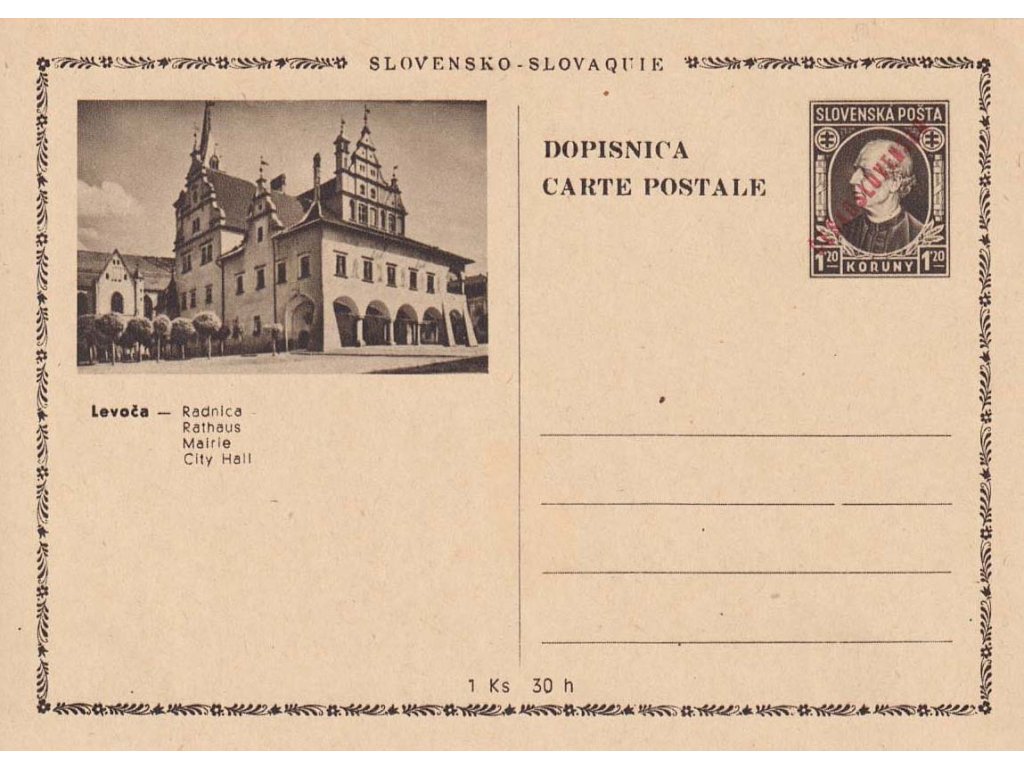 SLOVENSKO - SLOVAQUIE
DOPISNICA
CARTE POSTALE
SLOVENSKÁ POŠTA
1 20 KORUNY 1 20
Levoča — Radnica
Rathaus
Mairie
City Hall
1 Ks 30 h